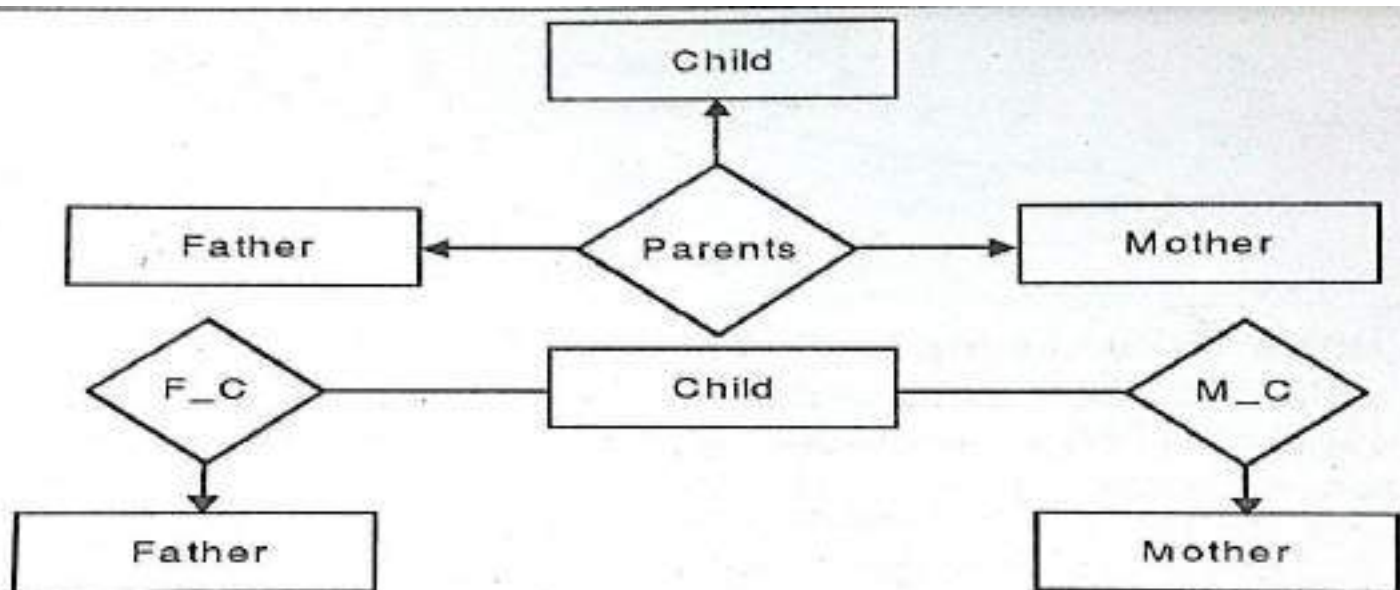 Child
Father
Parents
Mother
F_C
Child
M_C
Father
Mother